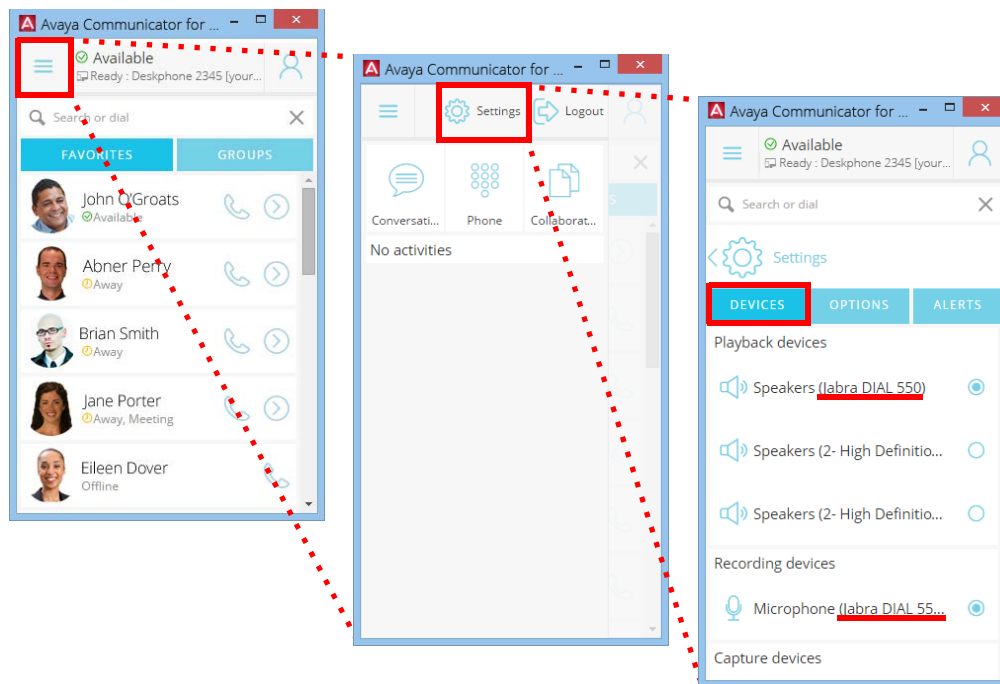 Avaya Communicator for ...
Available
Ready : Deskphone 2345 [your...
Search or dial
FAVORITES GROUPS
John O'Groats
Available
Abner Perry
Away
Brian Smith
Away
Jane Porter
Away, Meeting
Eileen Dover
Offline
Avaya Communicator for ...
Settings Logout
Conversati... Phone Collaborat...
No activities
Avaya Communicator for ...
Available
Ready : Deskphone 2345 [your...
Search or dial
Settings
DEVICES OPTIONS ALERTS
Playback devices
Speakers (Jabra DIAL 550)
Speakers (2- High Definitio...
Speakers (2- High Definitio...
Recording devices
Microphone (Jabra DIAL 55...
Capture devices